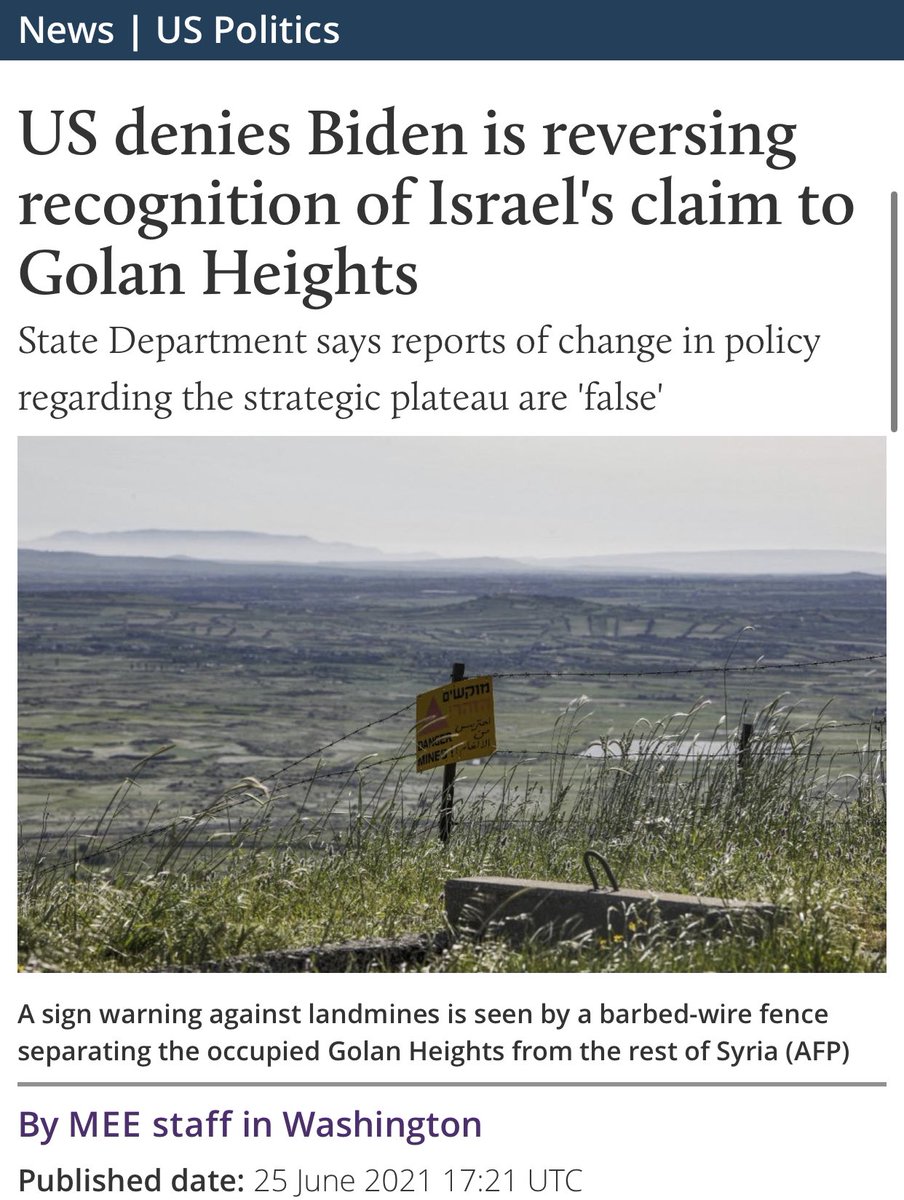 News | US Politics
US denies Biden is reversing
recognition of Israel's claim to
Golan Heights
State Department says reports of change in policy
regarding the strategic plateau are 'false'
מוקשים
DANGER
MINES !
A sign warning against landmines is seen by a barbed-wire fence
separating the occupied Golan Heights from the rest of Syria (AFP)
By MEE staff in Washington
Published date: 25 June 2021 17:21 UTC